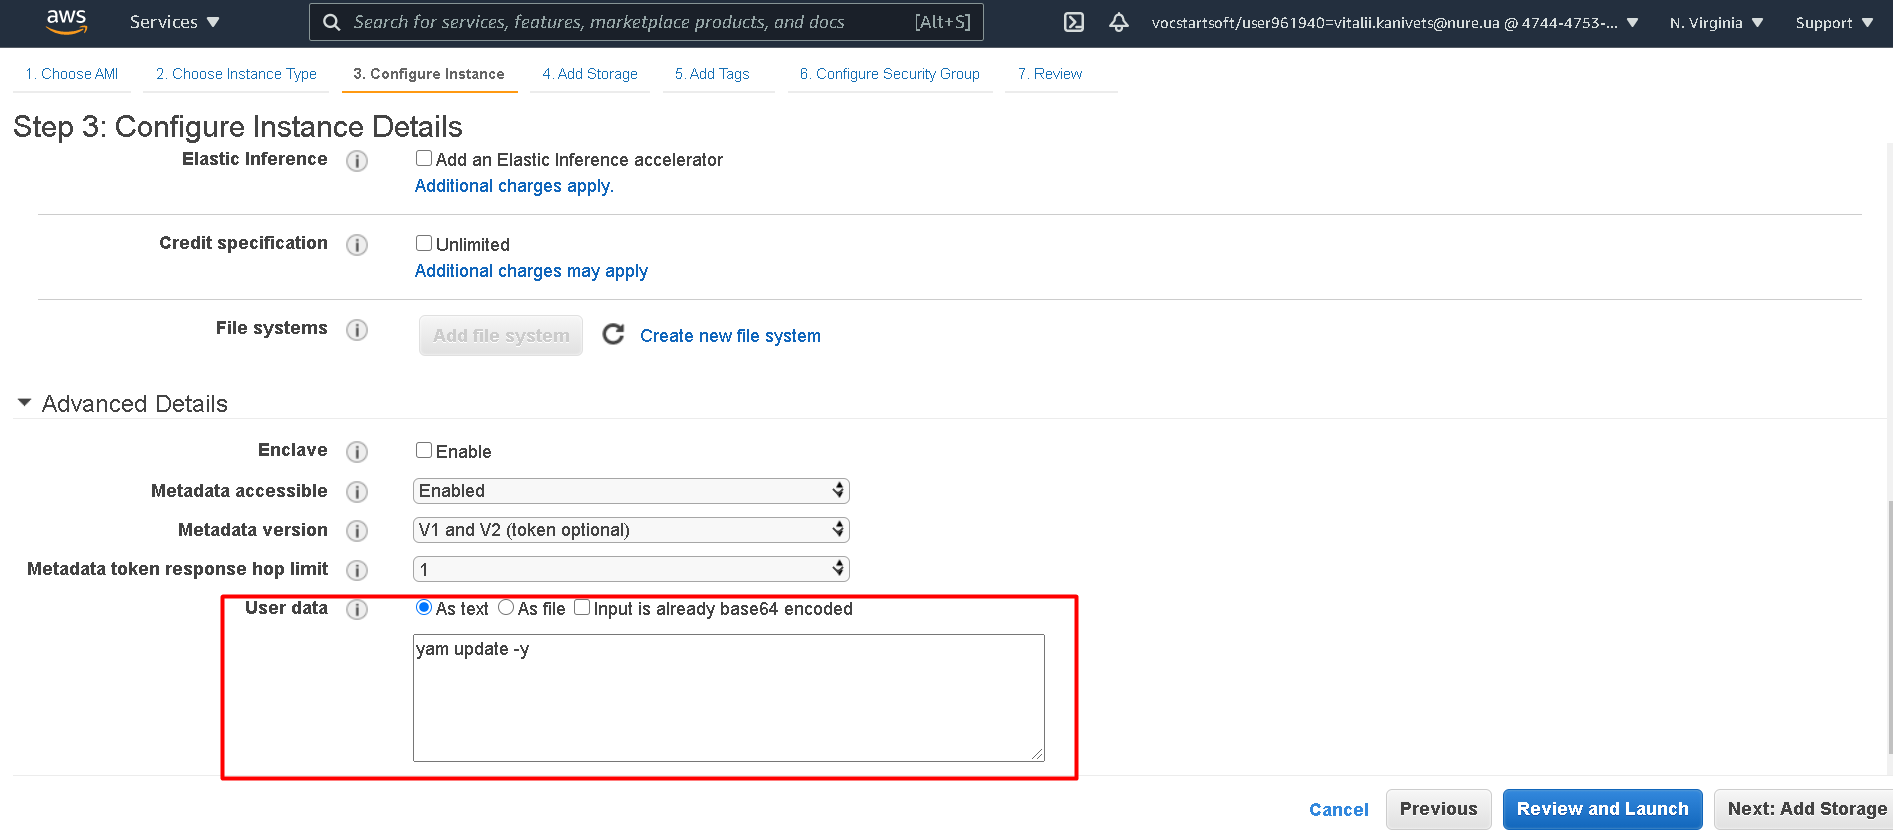 aws Services Search for services, features, marketplace products, and docs [Alt+S] vocstartsoft/user961940=vitalii.kanivets@nure.ua @ 4744-4753-... N. Virginia Support
1. Choose AMI 2. Choose Instance Type 3. Configure Instance 4. Add Storage 5. Add Tags 6. Configure Security Group 7. Review
Step 3: Configure Instance Details
Elastic Inference i Add an Elastic Inference accelerator
Additional charges apply.
Credit specification i Unlimited
Additional charges may apply
File systems i Add file system Create new file system
Advanced Details
Enclave i Enable
Metadata accessible i Enabled
Metadata version i V1 and V2 (token optional)
Metadata token response hop limit i 1
User data i As text As file Input is already base64 encoded
yam update -y
Cancel Previous Review and Launch Next: Add Storage